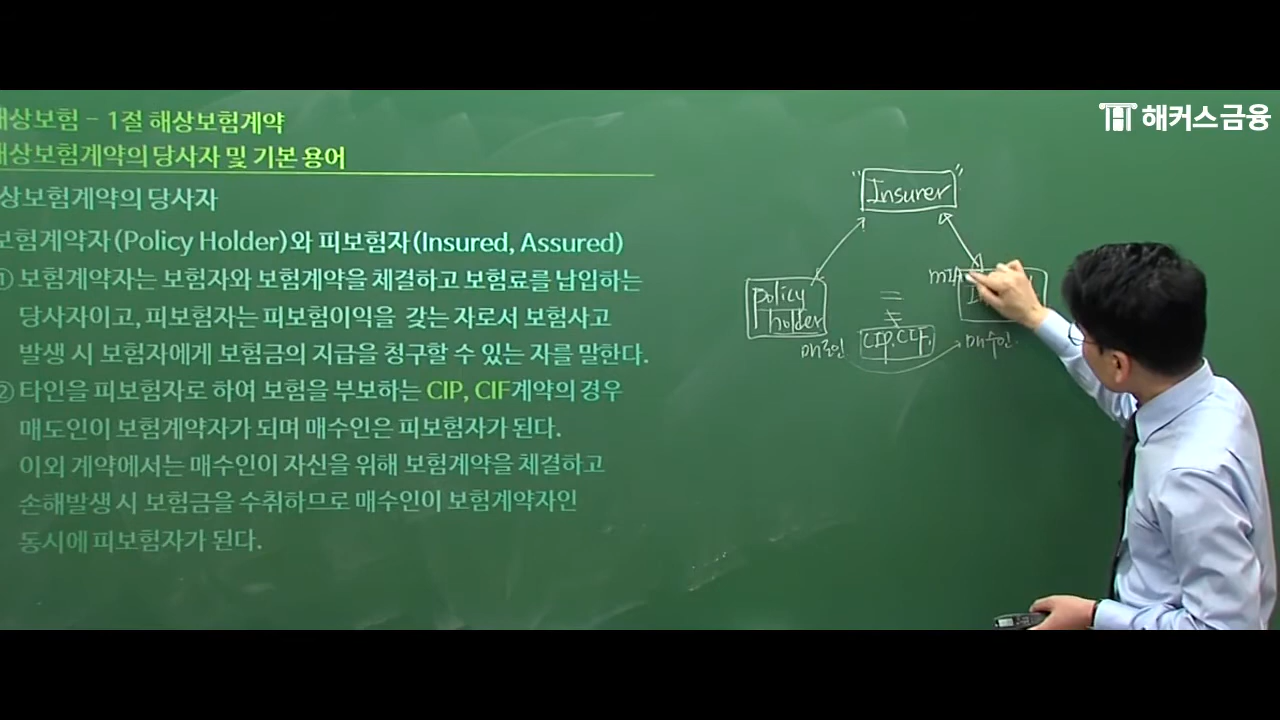 해상보험 - 1절 해상보험계약
해상보험계약의 당사자 및 기본 용어
상보험계약의 당사자
보험계약자(Policy Holder)와 피보험자(Insured, Assured)
① 보험계약자는 보험자와 보험계약을 체결하고 보험료를 납입하는
당사자이고, 피보험자는 피보험이익을 갖는 자로서 보험사고
발생 시 보험자에게 보험금의 지급을 청구할 수 있는 자를 말한다.
② 타인을 피보험자로 하여 보험을 부보하는 CIP, CIF계약의 경우
매도인이 보험계약자가 되며 매수인은 피보험자가 된다.
이외 계약에서는 매수인이 자신을 위해 보험계약을 체결하고
손해발생 시 보험금을 수취하므로 매수인이 보험계약자인
동시에 피보험자가 된다.
해커스금융
"Insurer"
Policy
holder
=
≠
CIP, CIF.
매도인
매수인